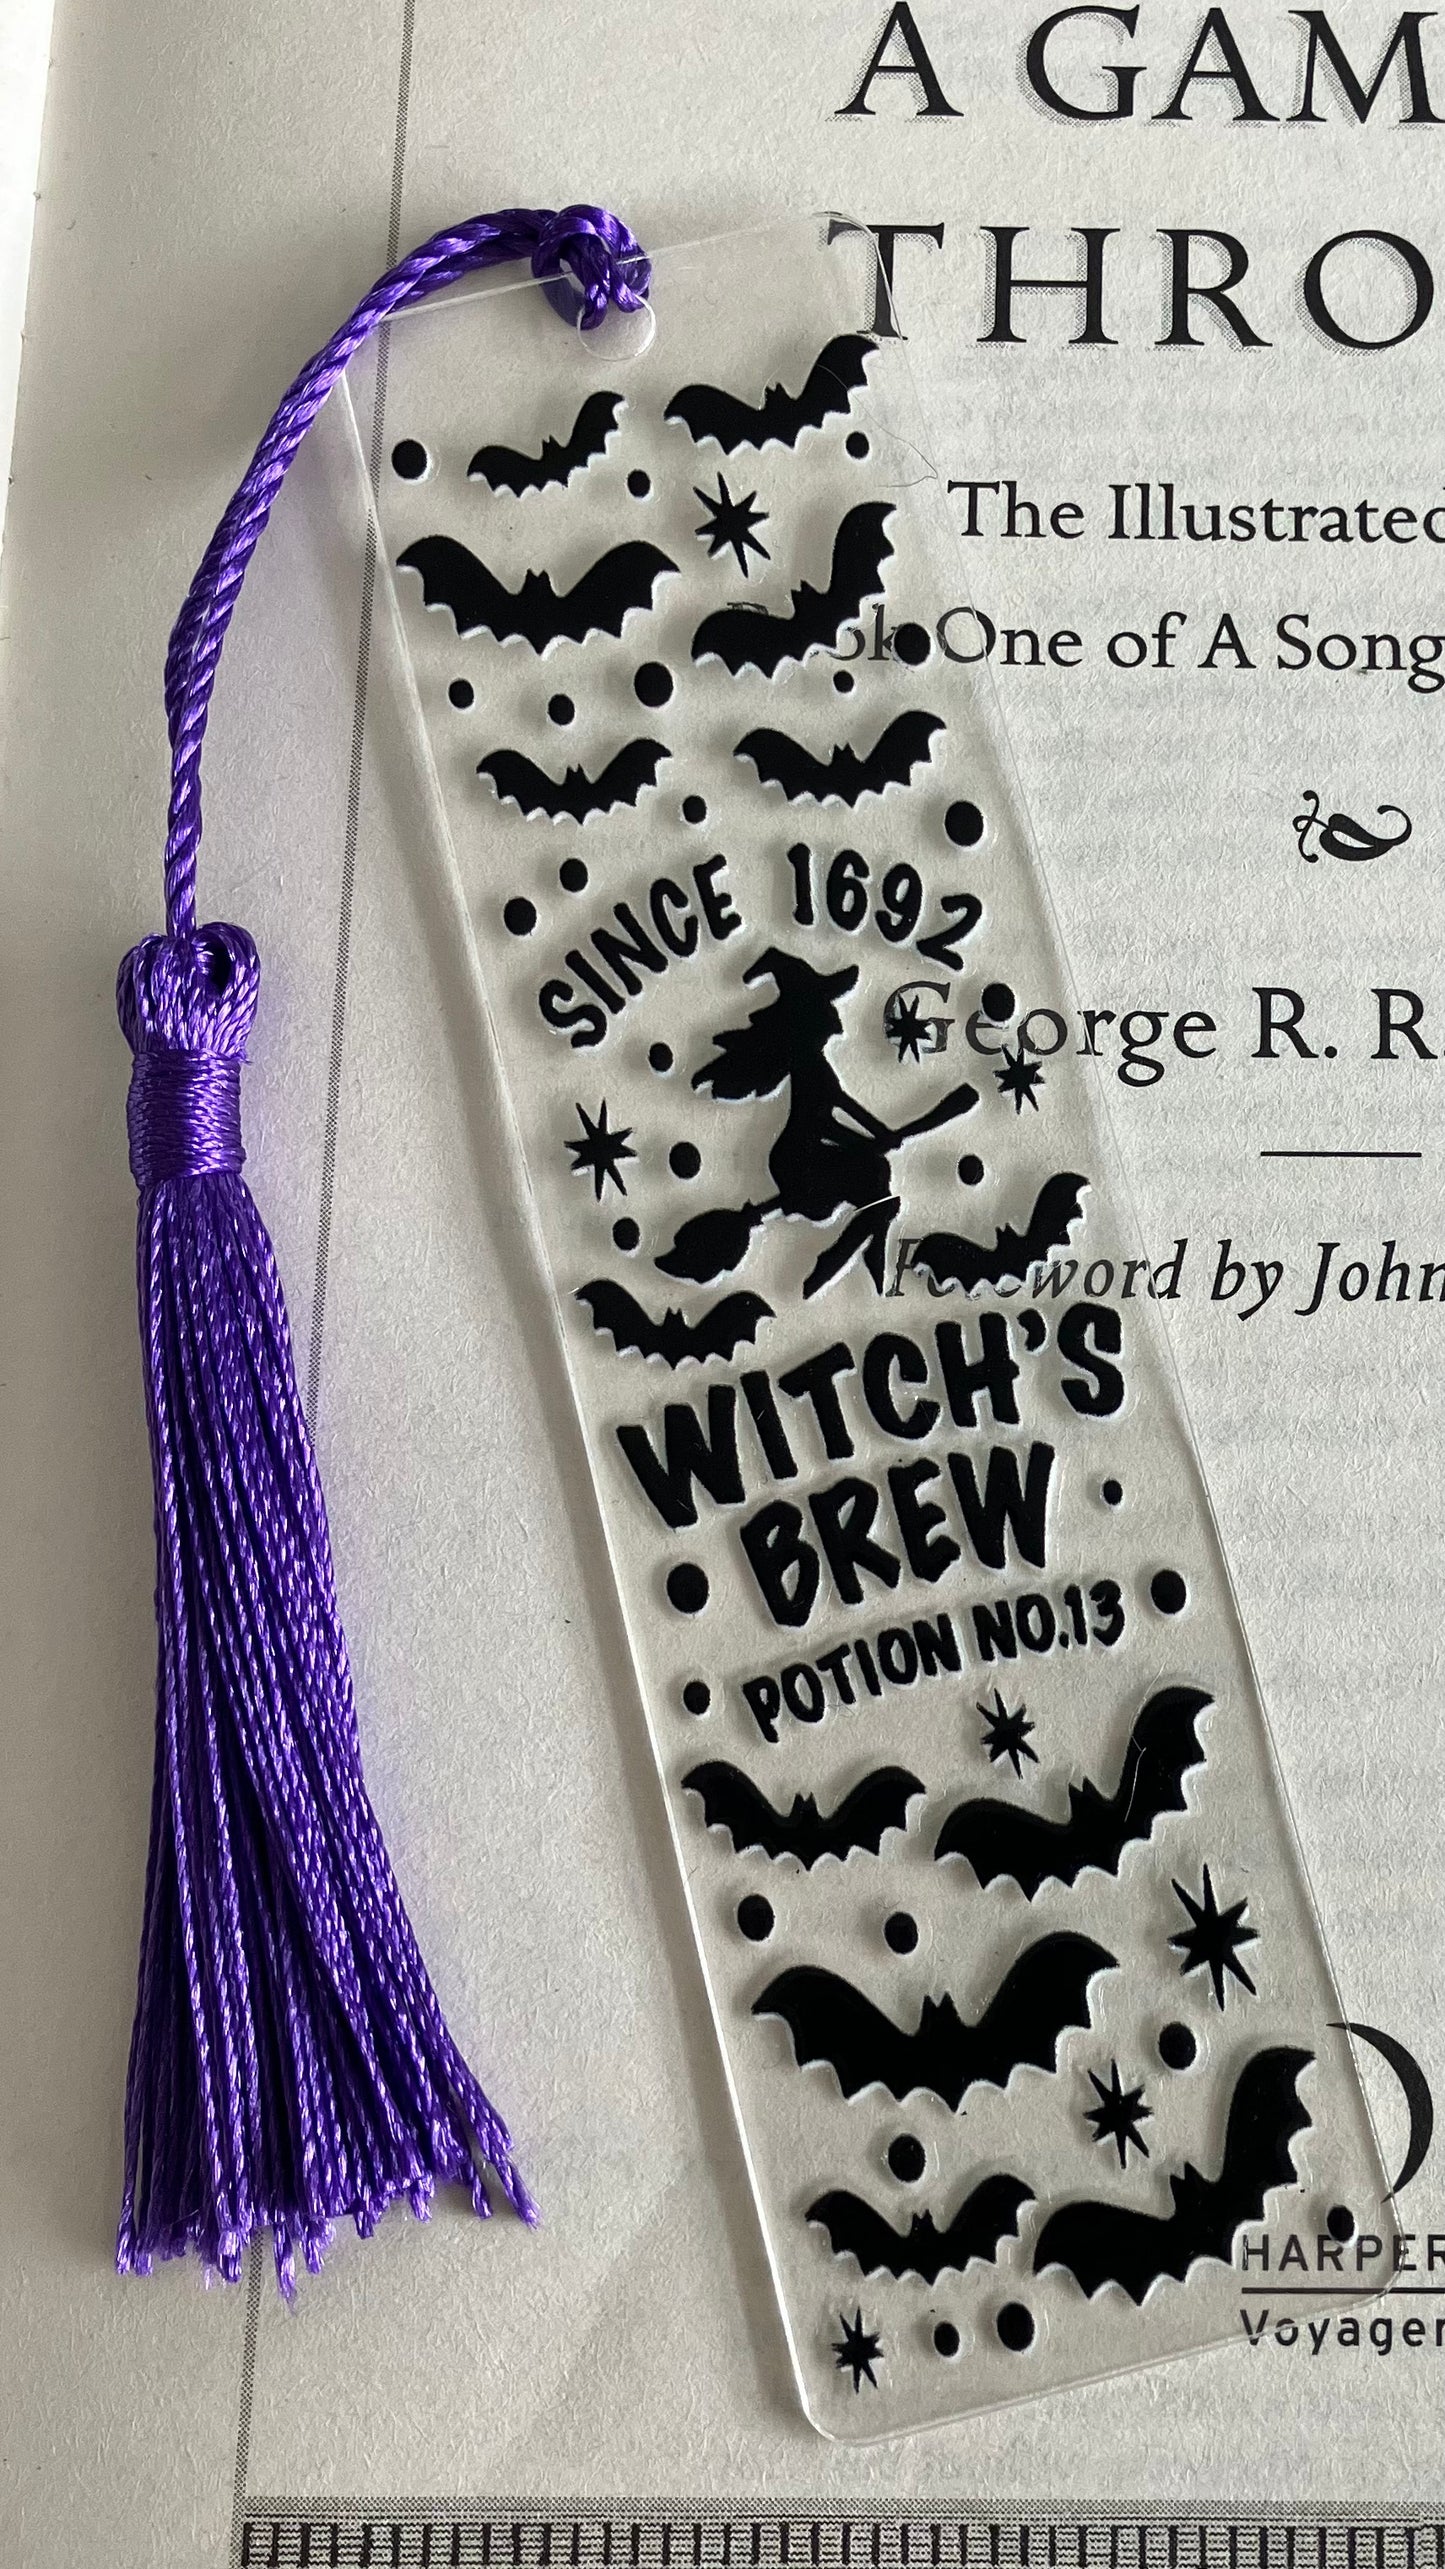 A GAM
THRO
The Illustrated
Book One of A Song
George R. R.
Foreword by John
HARPER
Voyager
SINCE 1692
WITCH'S
BREW
POTION NO.13